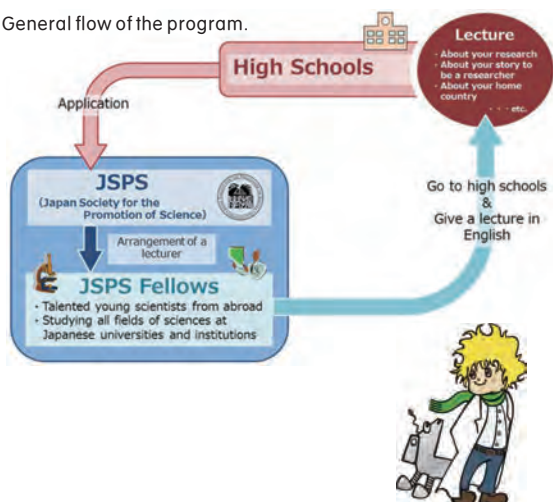 General flow of the program.
High Schools
Lecture
· About your research
· About your story to
be a researcher
· About your home
country
· · · etc.
Application
JSPS
(Japan Society for the
Promotion of Science)
Arrangement of a
lecturer
JSPS Fellows
· Talented young scientists from abroad
· Studying all fields of sciences at
Japanese universities and institutions
Go to high schools
&
Give a lecture in
English